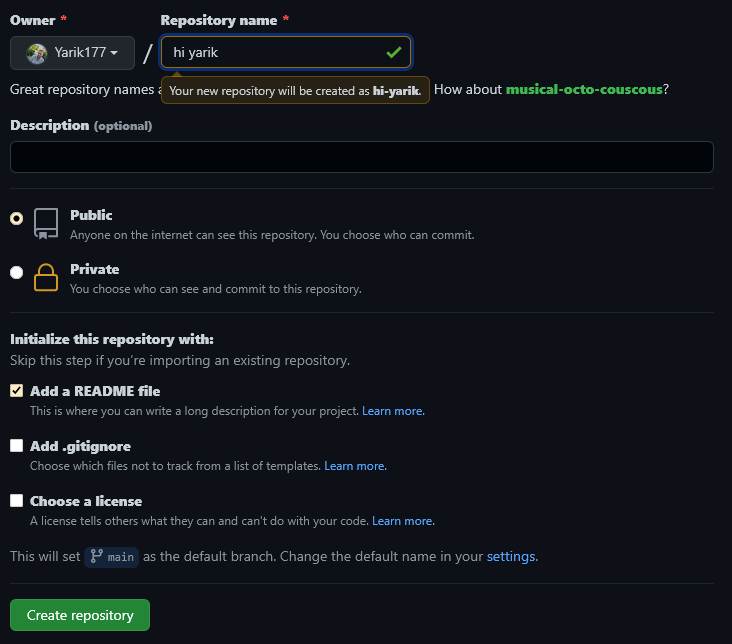 Owner *
Repository name *
Yarik177
/
hi yarik
Great repository names
Your new repository will be created as hi-yarik.
How about musical-octo-couscous?
Description (optional)
Public
Anyone on the internet can see this repository. You choose who can commit.
Private
You choose who can see and commit to this repository.
Initialize this repository with:
Skip this step if you're importing an existing repository.
Add a README file
This is where you can write a long description for your project. Learn more.
Add .gitignore
Choose which files not to track from a list of templates. Learn more.
Choose a license
A license tells others what they can and can't do with your code. Learn more.
This will set main as the default branch. Change the default name in your settings.
Create repository